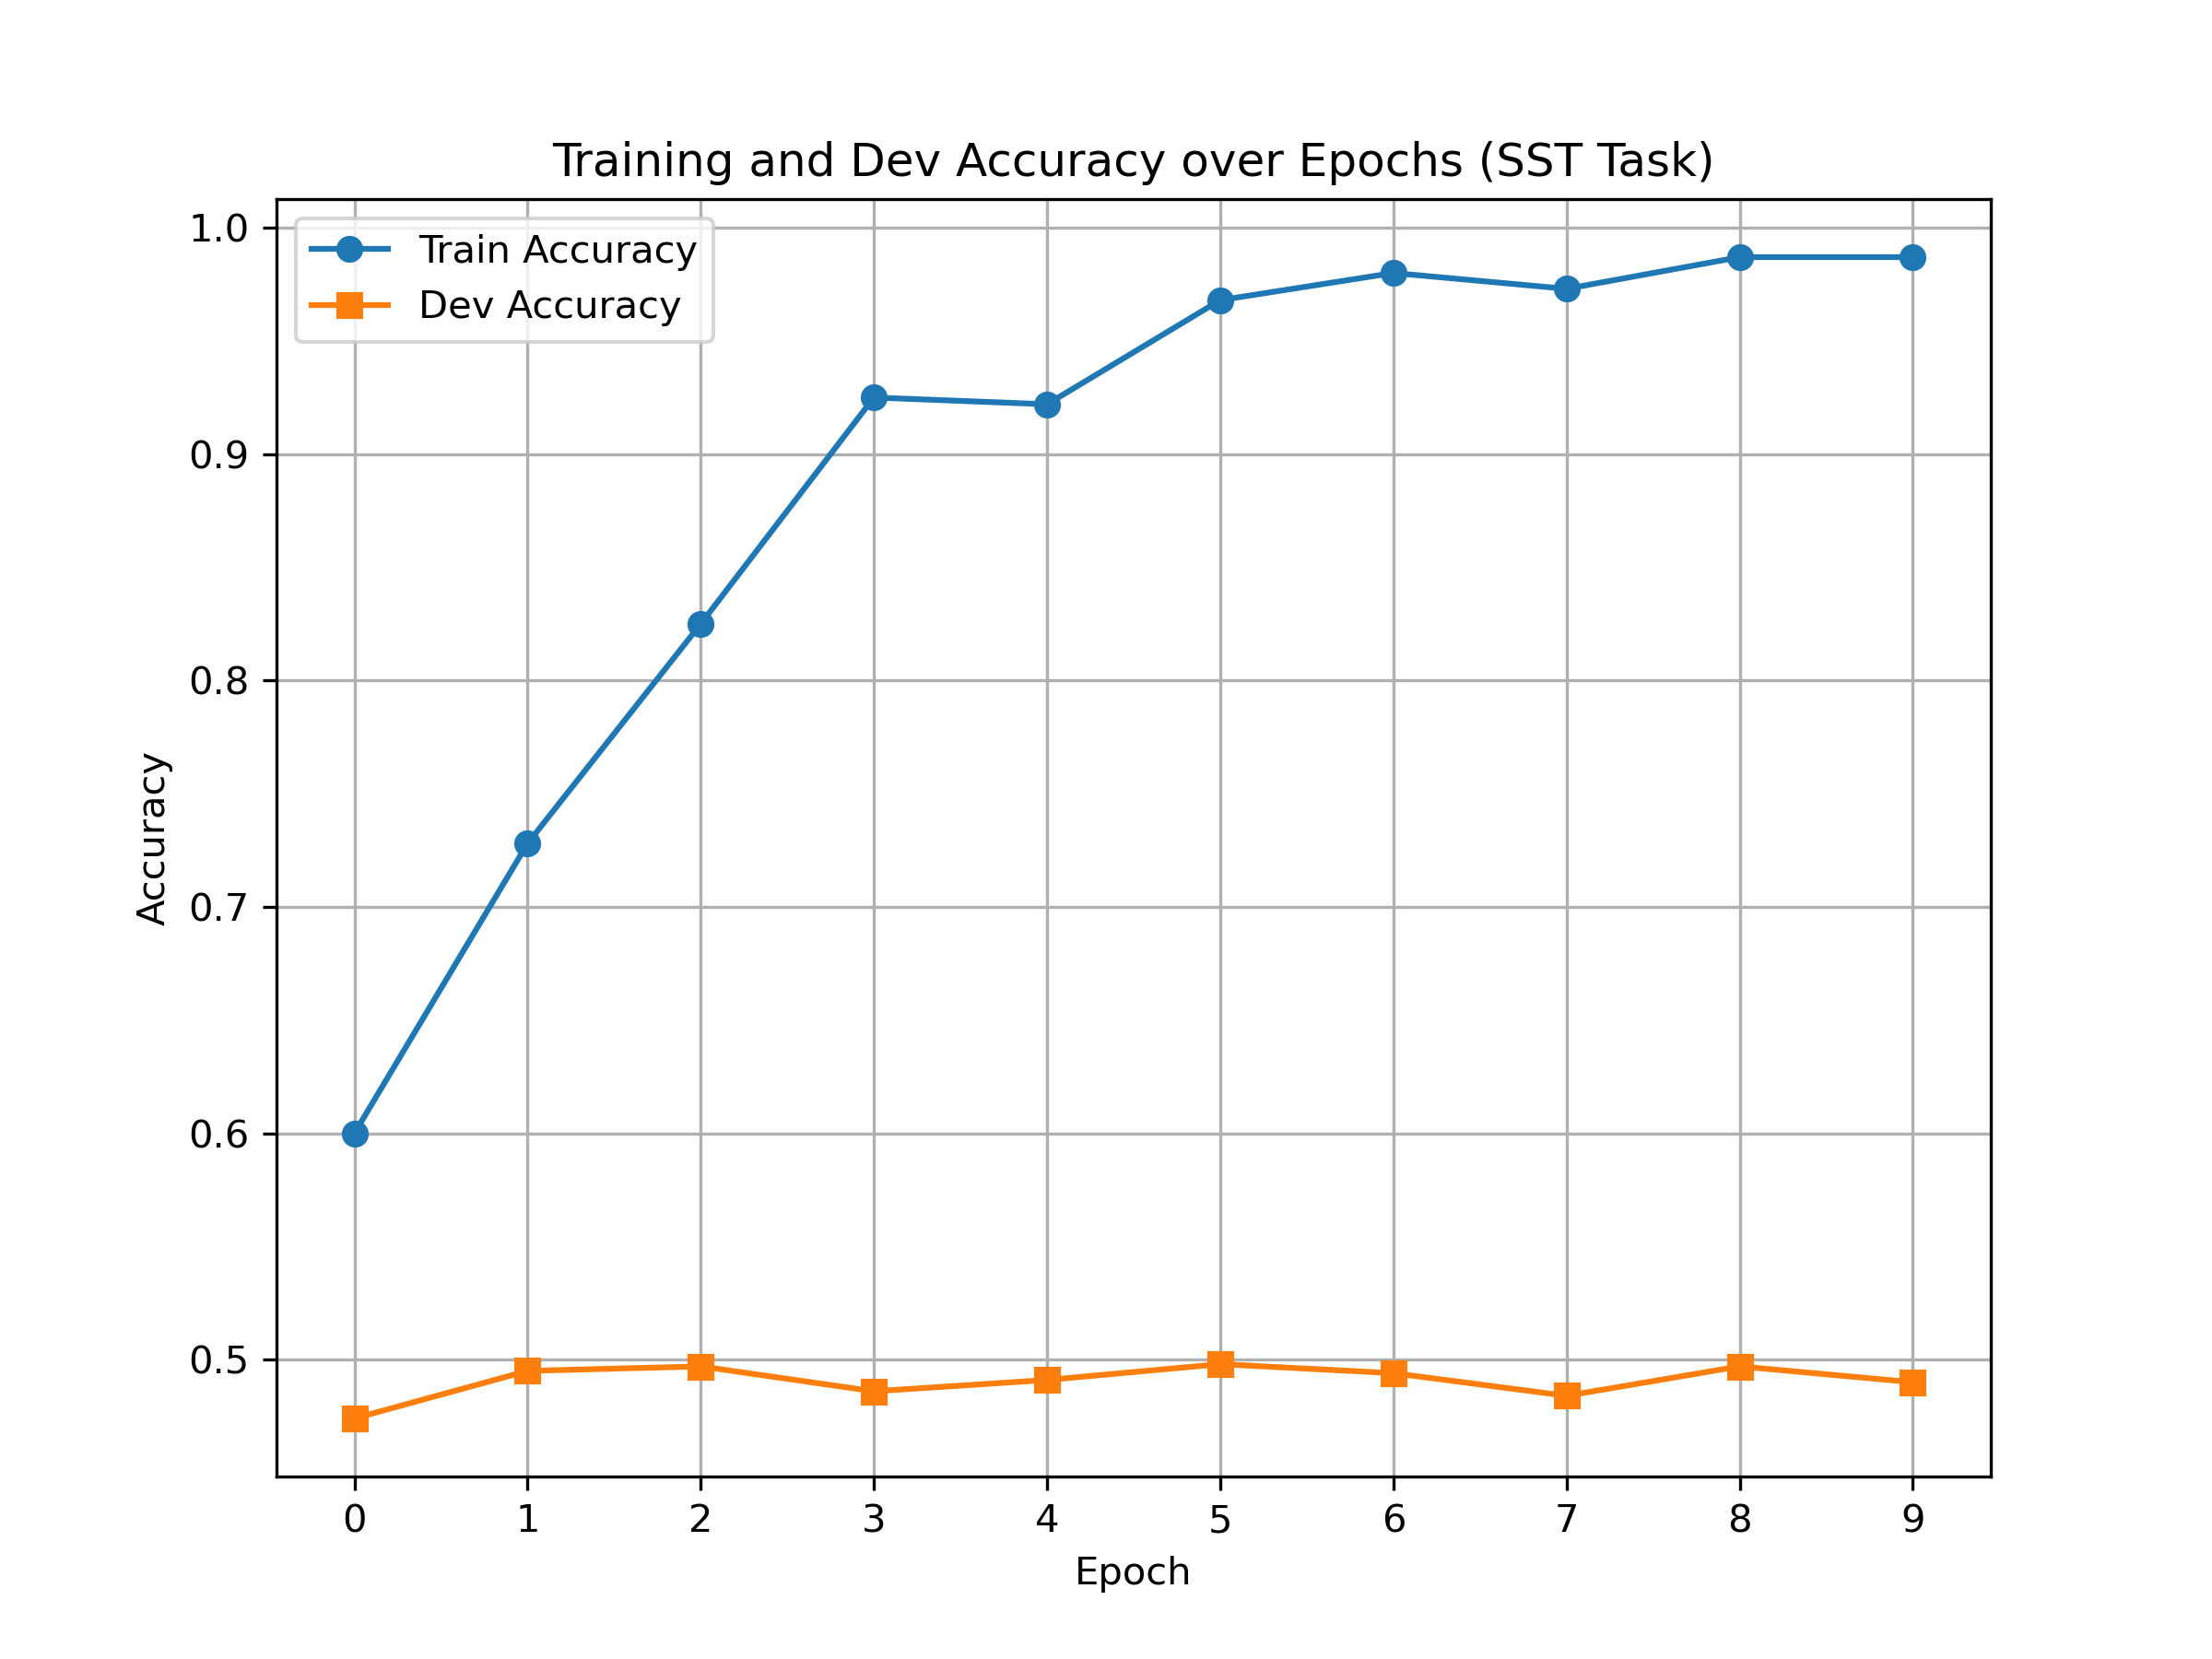 Training and Dev Accuracy over Epochs (SST Task)
Train Accuracy
Dev Accuracy
1.0
0.9
0.8
0.7
0.6
0.5
Accuracy
0 1 2 3 4 5 6 7 8 9
Epoch